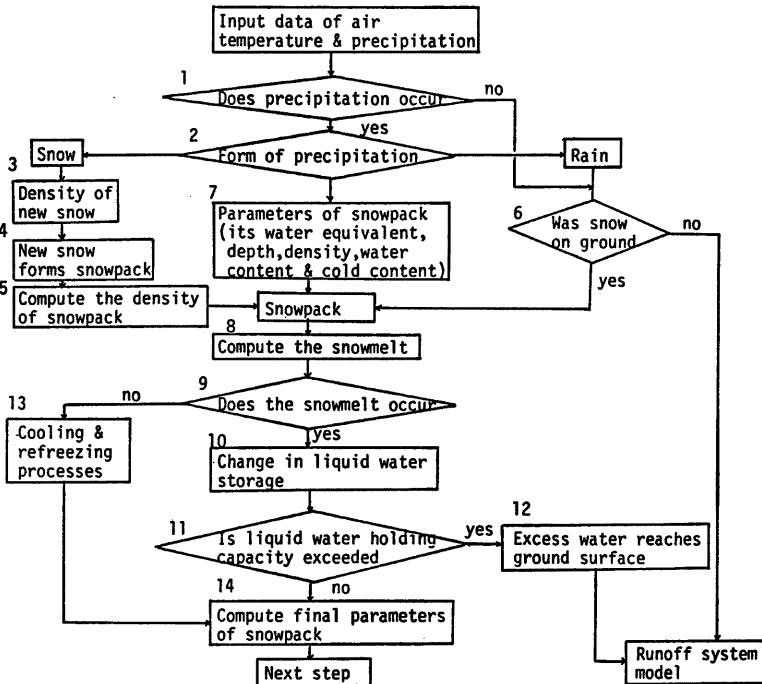 Input data of air
temperature & precipitation
1
Does precipitation occur
no
yes
2
Form of precipitation
Snow
Rain
3
Density of
new snow
4
New snow
forms snowpack
5
Compute the density
of snowpack
7
Parameters of snowpack
(its water equivalent,
depth,density,water
content & cold content)
6
Was snow
on ground
no
yes
Snowpack
8
Compute the snowmelt
9
Does the snowmelt occur
no
yes
13
Cooling &
refreezing
processes
10
Change in liquid water
storage
11
Is liquid water holding
capacity exceeded
yes
no
12
Excess water reaches
ground surface
14
Compute final parameters
of snowpack
Next step
Runoff system
model